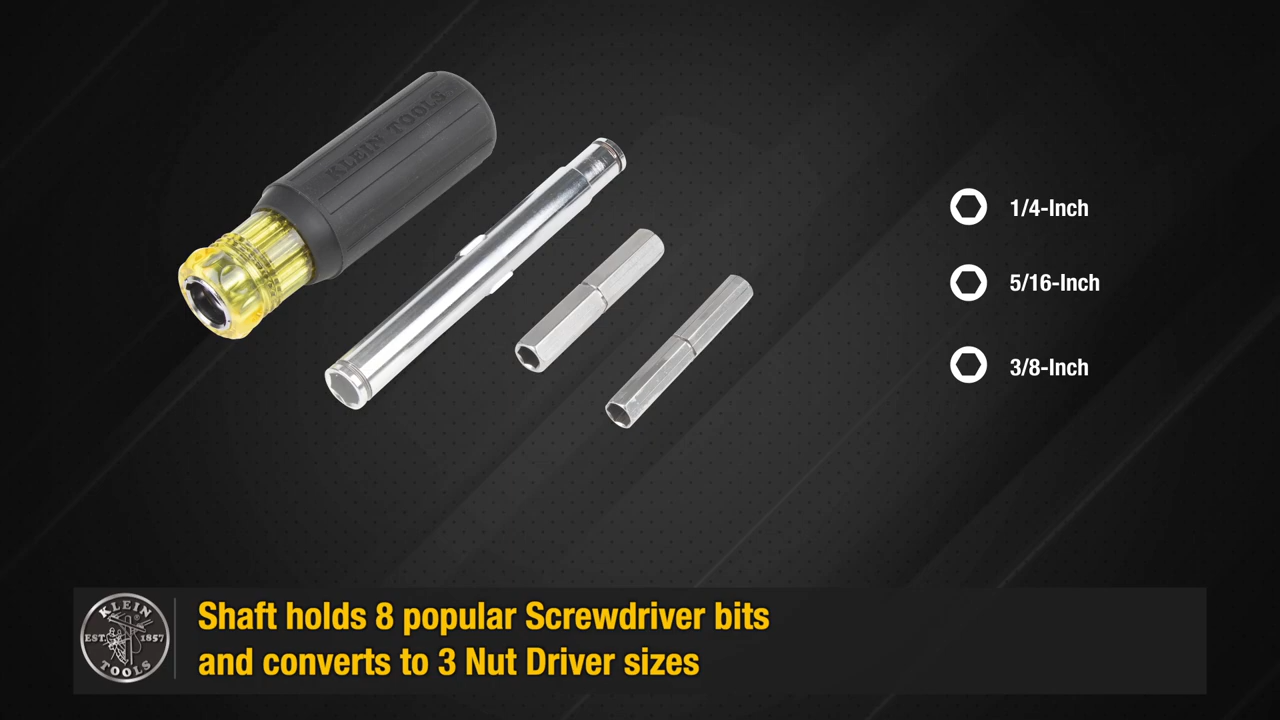 KLEIN TOOLS
1/4-Inch
5/16-Inch
3/8-Inch
KLEIN
EST. 1857
TOOLS
Shaft holds 8 popular Screwdriver bits
and converts to 3 Nut Driver sizes